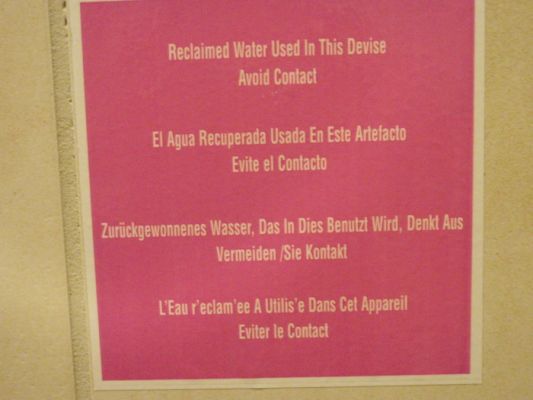 Reclaimed Water Used In This Devise
Avoid Contact
El Agua Recuperada Usada En Este Artefacto
Evite el Contacto
Zurückgewonnenes Wasser, Das In Dies Benutzt Wird, Denkt Aus
Vermeiden /Sie Kontakt
L'Eau r'eclam'ee A Utilis'e Dans Cet Appareil
Eviter le Contact